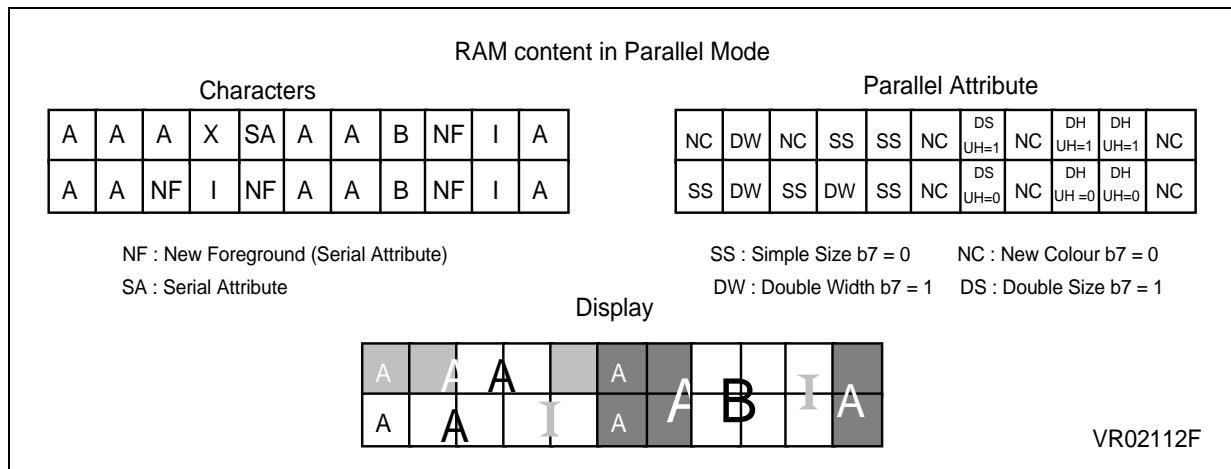 RAM content in Parallel Mode
Characters
Parallel Attribute
A A A X SA A A B NF I A
A A NF I NF A A B NF I A
NC DW NC SS SS NC DS UH=1 NC DH UH=1 DH UH=1 NC
SS DW SS DW SS NC DS UH=0 NC DH UH =0 DH UH=0 NC
NF : New Foreground (Serial Attribute)
SA : Serial Attribute
SS : Simple Size b7 = 0 NC : New Colour b7 = 0
DW : Double Width b7 = 1 DS : Double Size b7 = 1
Display
A A A A A B I A
A A I A
VR02112F